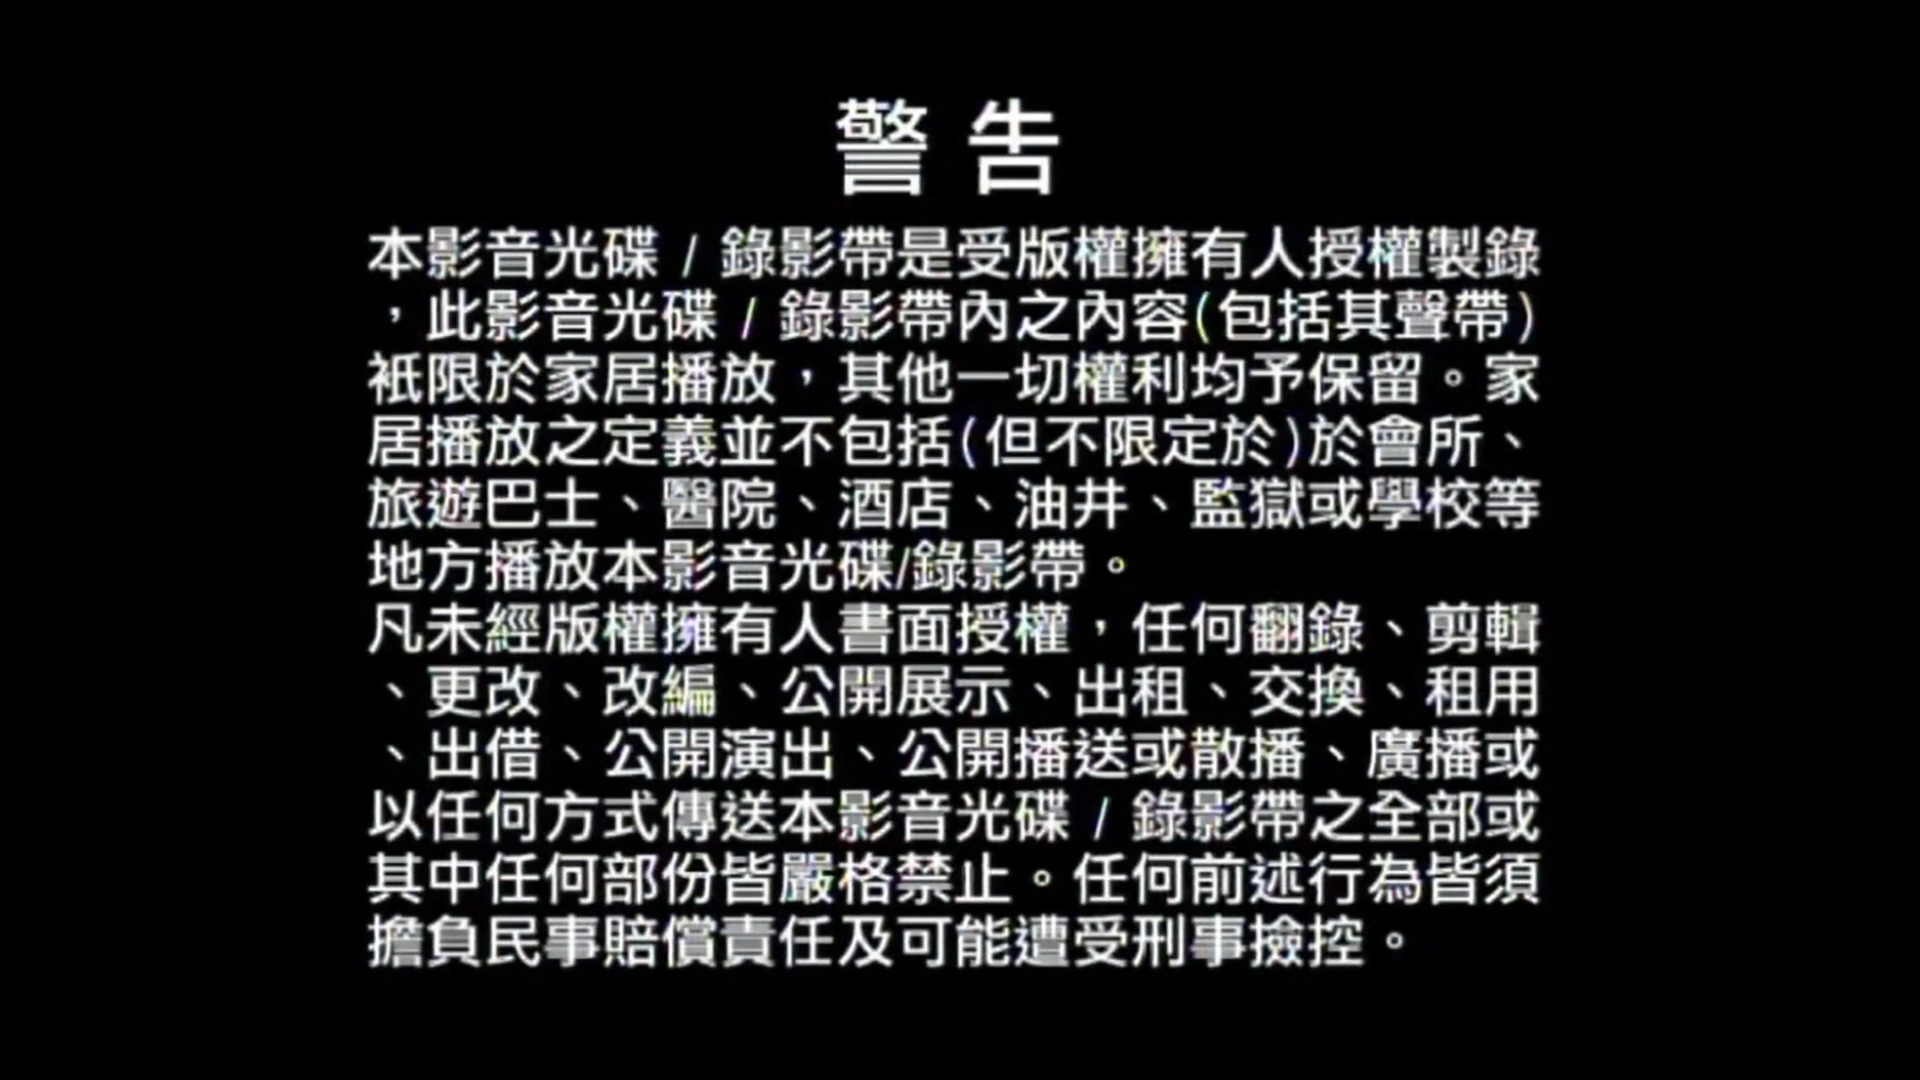 警告
本影音光碟 / 錄影帶是受版權擁有人授權製錄
，此影音光碟 / 錄影帶內之內容(包括其聲帶)
衹限於家居播放，其他一切權利均予保留。家
居播放之定義並不包括(但不限定於)於會所、
旅遊巴士、醫院、酒店、油井、監獄或學校等
地方播放本影音光碟/錄影帶。
凡未經版權擁有人書面授權，任何翻錄、剪輯
、更改、改編、公開展示、出租、交換、租用
、出借、公開演出、公開播送或散播、廣播或
以任何方式傳送本影音光碟 / 錄影帶之全部或
其中任何部份皆嚴格禁止。任何前述行為皆須
擔負民事賠償責任及可能遭受刑事撿控。